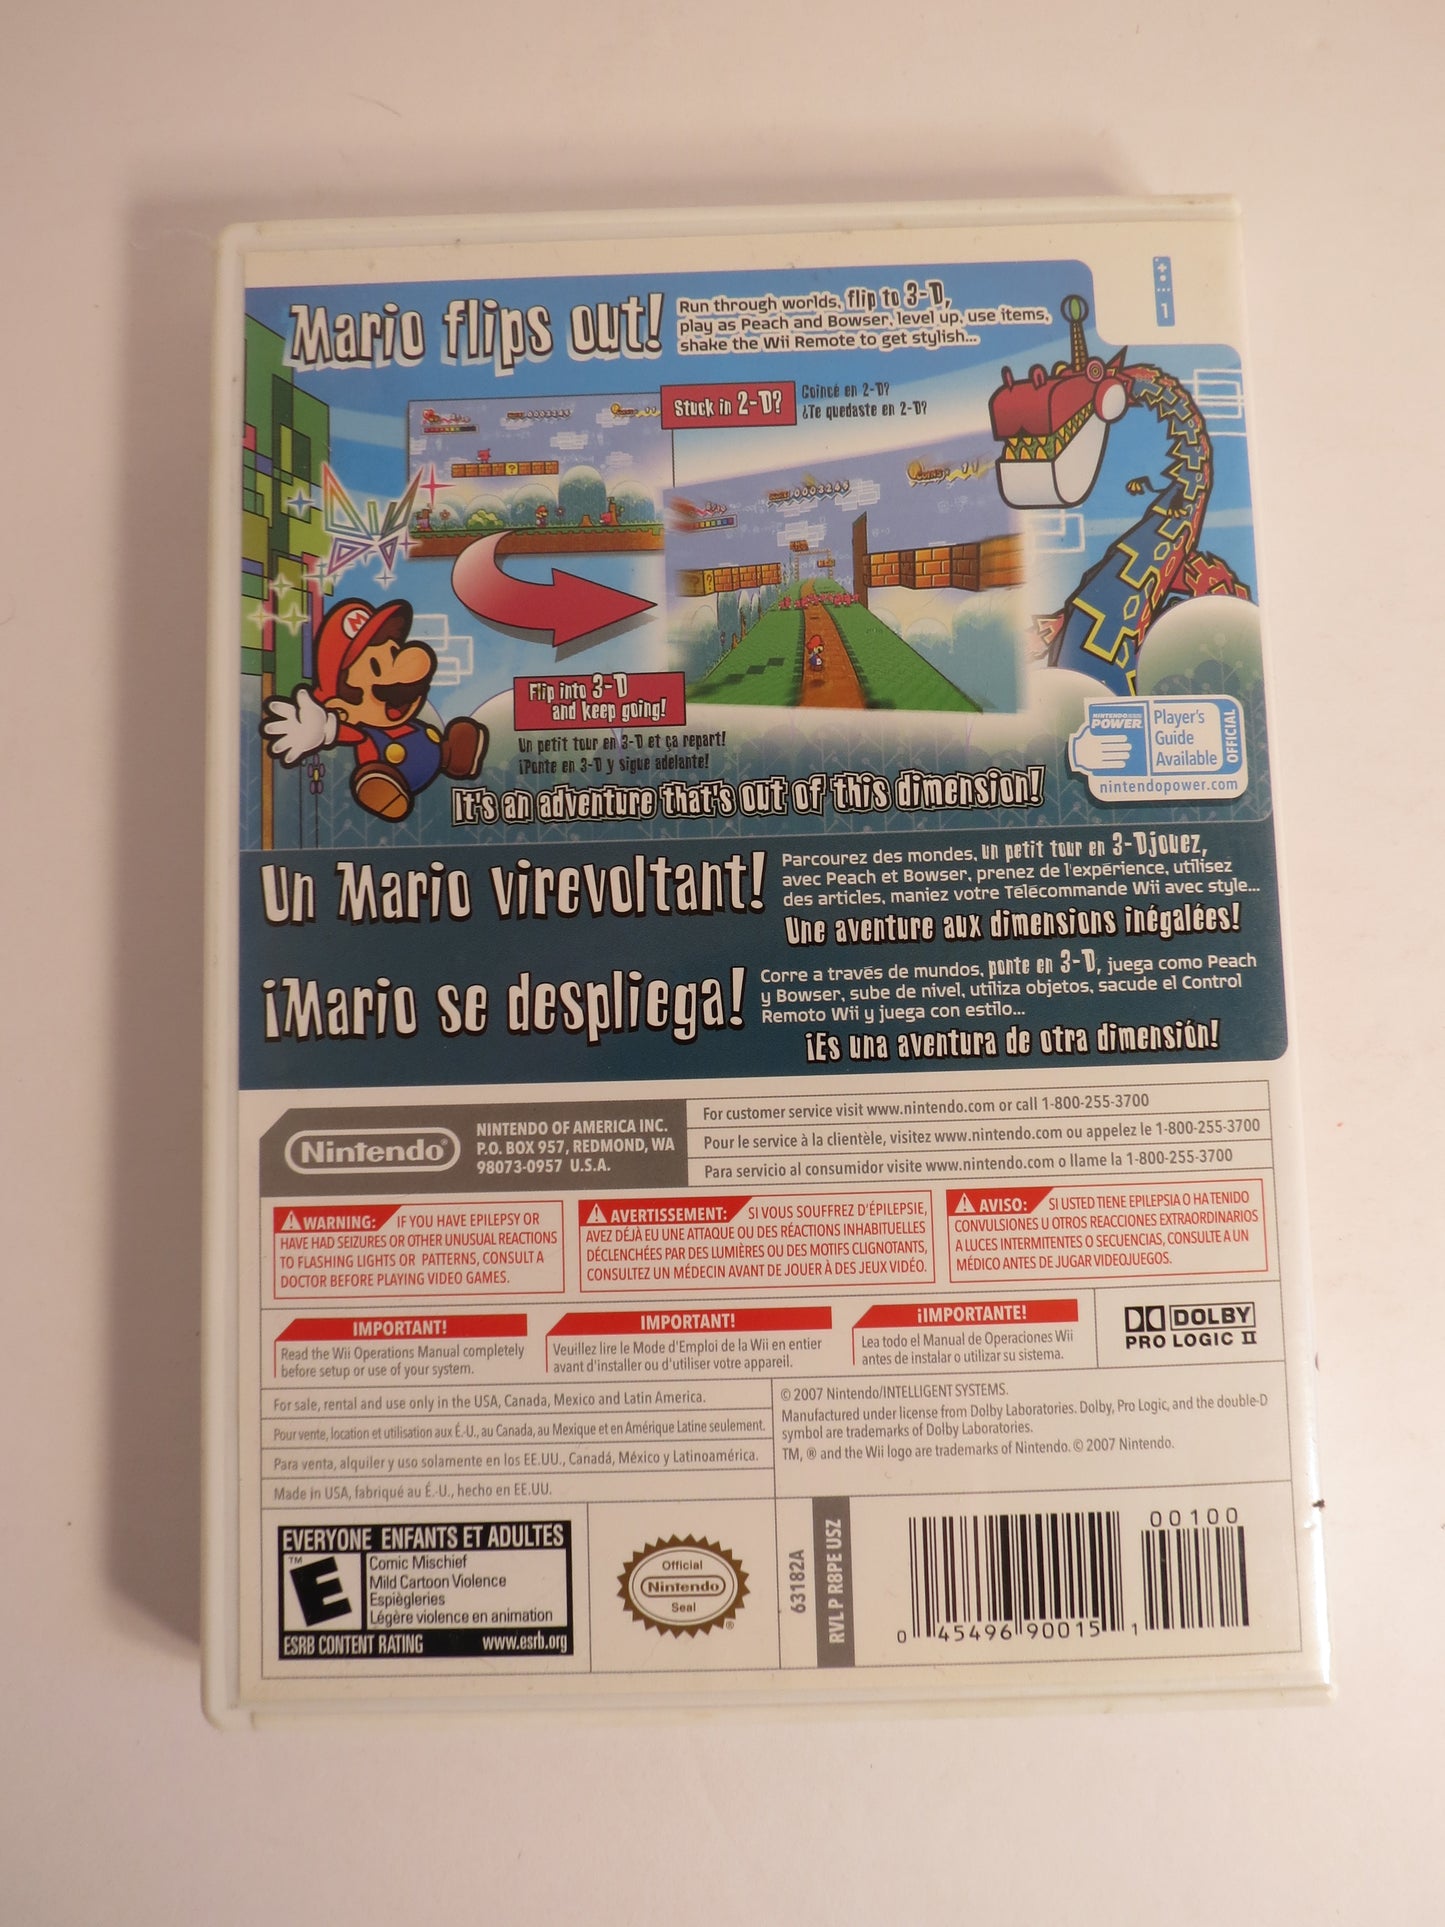 Mario flips out!
Run through worlds, flip to 3-D,
play as Peach and Bowser, level up, use items,
shake the Wii Remote to get stylish...
1
Stuck in 2-D?
Coincé en 2-D?
¿Te quedaste en 2-D?
Flip into 3-D
and keep going!
Un petit tour en 3-D et ça repart!
¡Ponte en 3-D y sigue adelante!
It's an adventure that's out of this dimension!
NINTENDO POWER
Player's
Guide
Available
OFFICIAL
nintendopower.com
Un Mario virevoltant!
Parcourez des mondes, un petit tour en 3-Djouez,
avec Peach et Bowser, prenez de l'expérience, utilisez
des articles, maniez votre Télécommande Wii avec style...
Une aventure aux dimensions inégalées!
¡Mario se despliega!
Corre a través de mundos, ponte en 3-D, juega como Peach
y Bowser, sube de nivel, utiliza objetos, sacude el Control
Remoto Wii y juega con estilo...
¡Es una aventura de otra dimensión!
Nintendo®
NINTENDO OF AMERICA INC.
P.O. BOX 957, REDMOND, WA
98073-0957 U.S.A.
For customer service visit www.nintendo.com or call 1-800-255-3700
Pour le service à la clientèle, visitez www.nintendo.com ou appelez le 1-800-255-3700
Para servicio al consumidor visite www.nintendo.com o llame la 1-800-255-3700
WARNING: IF YOU HAVE EPILEPSY OR
HAVE HAD SEIZURES OR OTHER UNUSUAL REACTIONS
TO FLASHING LIGHTS OR PATTERNS, CONSULT A
DOCTOR BEFORE PLAYING VIDEO GAMES.
AVERTISSEMENT: SI VOUS SOUFFREZ D'ÉPILEPSIE,
AVEZ DÉJÀ EU UNE ATTAQUE OU DES RÉACTIONS INHABITUELLES
DÉCLENCHÉES PAR DES LUMIÈRES OU DES MOTIFS CLIGNOTANTS,
CONSULTEZ UN MÉDECIN AVANT DE JOUER À DES JEUX VIDÉO.
AVISO: SI USTED TIENE EPILEPSIA O HA TENIDO
CONVULSIONES U OTROS REACCIONES EXTRAORDINARIOS
A LUCES INTERMITENTES O SECUENCIAS, CONSULTE A UN
MÉDICO ANTES DE JUGAR VIDEOJUEGOS.
IMPORTANT!
Read the Wii Operations Manual completely
before setup or use of your system.
IMPORTANT!
Veuillez lire le Mode d'Emploi de la Wii en entier
avant d'installer ou d'utiliser votre appareil.
¡IMPORTANTE!
Lea todo el Manual de Operaciones Wii
antes de instalar o utilizar su sistema.
DOLBY
PRO LOGIC II
For sale, rental and use only in the USA, Canada, Mexico and Latin America.
Pour vente, location et utilisation aux É.-U., au Canada, au Mexique et en Amérique Latine seulement.
Para venta, alquiler y uso solamente en los EE.UU., Canadá, México y Latinoamérica.
Made in USA, fabriqué au É.-U., hecho en EE.UU.
© 2007 Nintendo/INTELLIGENT SYSTEMS.
Manufactured under license from Dolby Laboratories. Dolby, Pro Logic, and the double-D
symbol are trademarks of Dolby Laboratories.
TM, ® and the Wii logo are trademarks of Nintendo. © 2007 Nintendo.
EVERYONE ENFANTS ET ADULTES
E
Comic Mischief
Mild Cartoon Violence
Espiègleries
Légère violence en animation
ESRB CONTENT RATING www.esrb.org
Official
Nintendo
Seal
63182A
RVL P R8PE USZ
00100
0 45496 90015 1